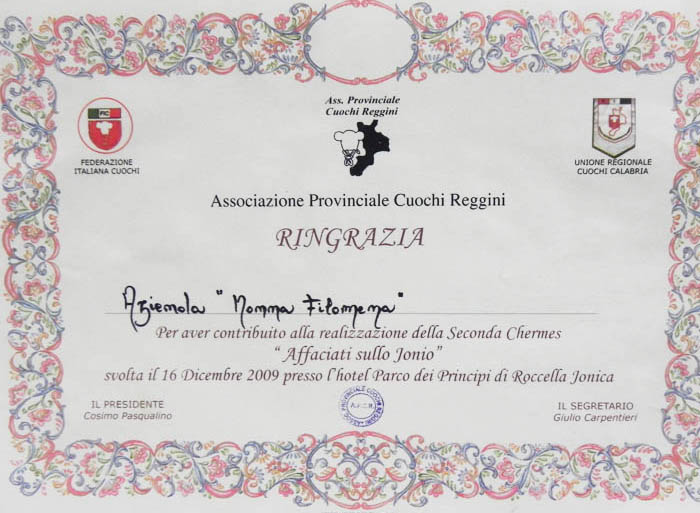 Ass. Provinciale
Cuochi Reggini
FIC
FEDERAZIONE
ITALIANA CUOCHI
UNIONE REGIONALE
CUOCHI CALABRIA
Associazione Provinciale Cuochi Reggini
RINGRAZIA
Azienda "Nonna Filomena"
Per aver contribuito alla realizzazione della Seconda Chermes
“Affaciati sullo Jonio”
svolta il 16 Dicembre 2009 presso l'hotel Parco dei Principi di Roccella Jonica
IL PRESIDENTE
Cosimo Pasqualino
IL SEGRETARIO
Giulio Carpentieri